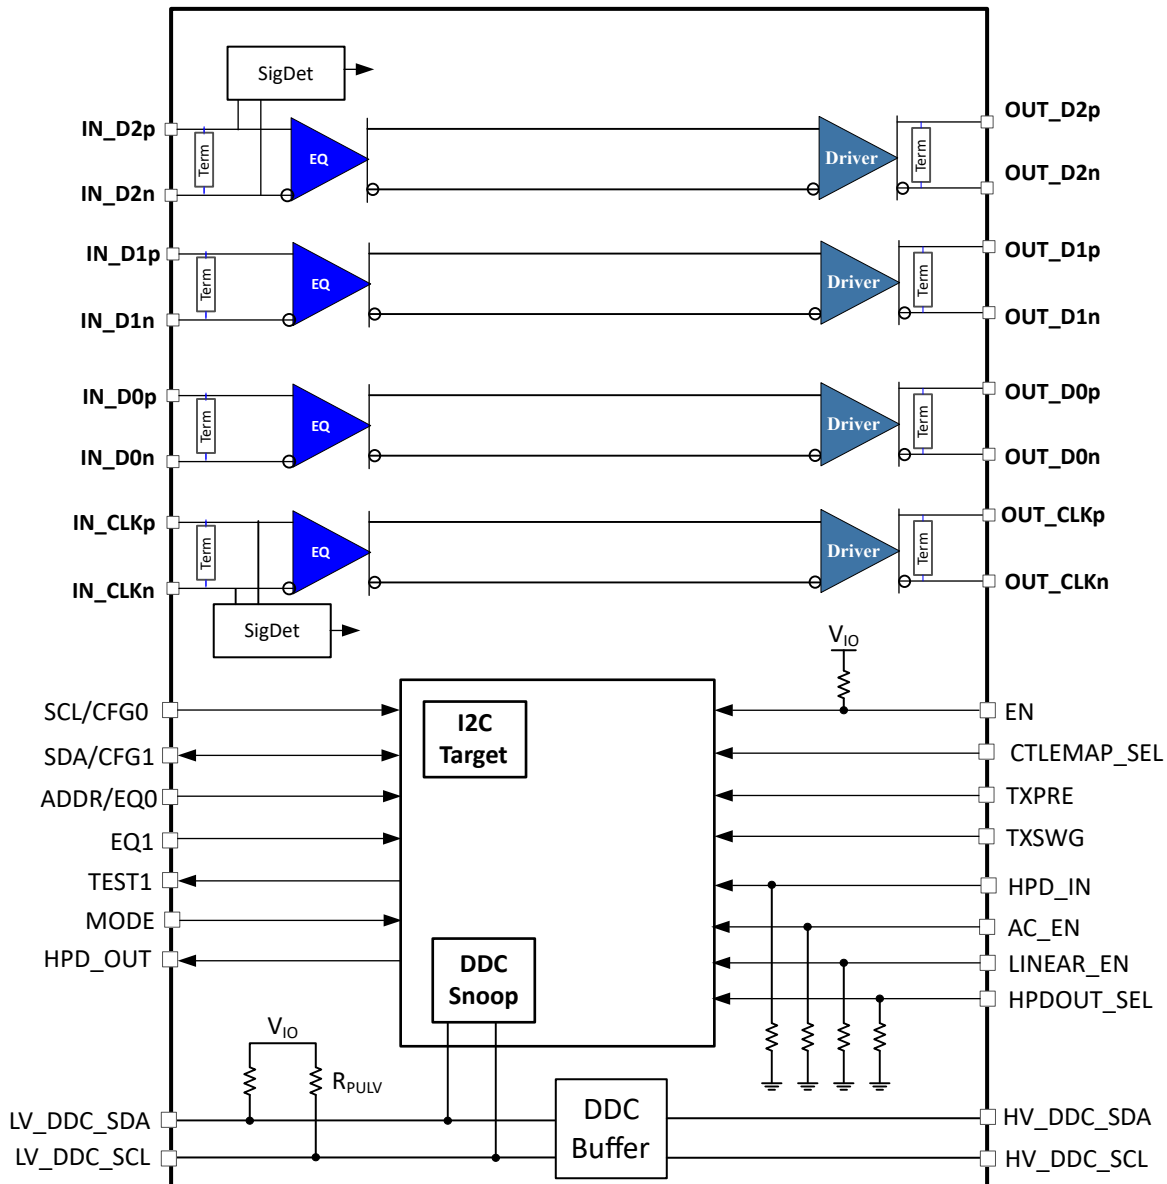 SigDet
IN_D2p
Term
IN_D2n
EQ
Driver
Term
OUT_D2p
OUT_D2n
IN_D1p
Term
IN_D1n
EQ
Driver
Term
OUT_D1p
OUT_D1n
IN_D0p
Term
IN_D0n
EQ
Driver
Term
OUT_D0p
OUT_D0n
IN_CLKp
Term
IN_CLKn
EQ
Driver
Term
OUT_CLKp
OUT_CLKn
SigDet
VIO
SCL/CFG0
SDA/CFG1
ADDR/EQ0
EQ1
TEST1
MODE
HPD_OUT
I2C
Target
DDC
Snoop
EN
CTLEMAP_SEL
TXPRE
TXSWG
HPD_IN
AC_EN
LINEAR_EN
HPDOUT_SEL
VIO
RPULV
LV_DDC_SDA
LV_DDC_SCL
DDC
Buffer
HV_DDC_SDA
HV_DDC_SCL